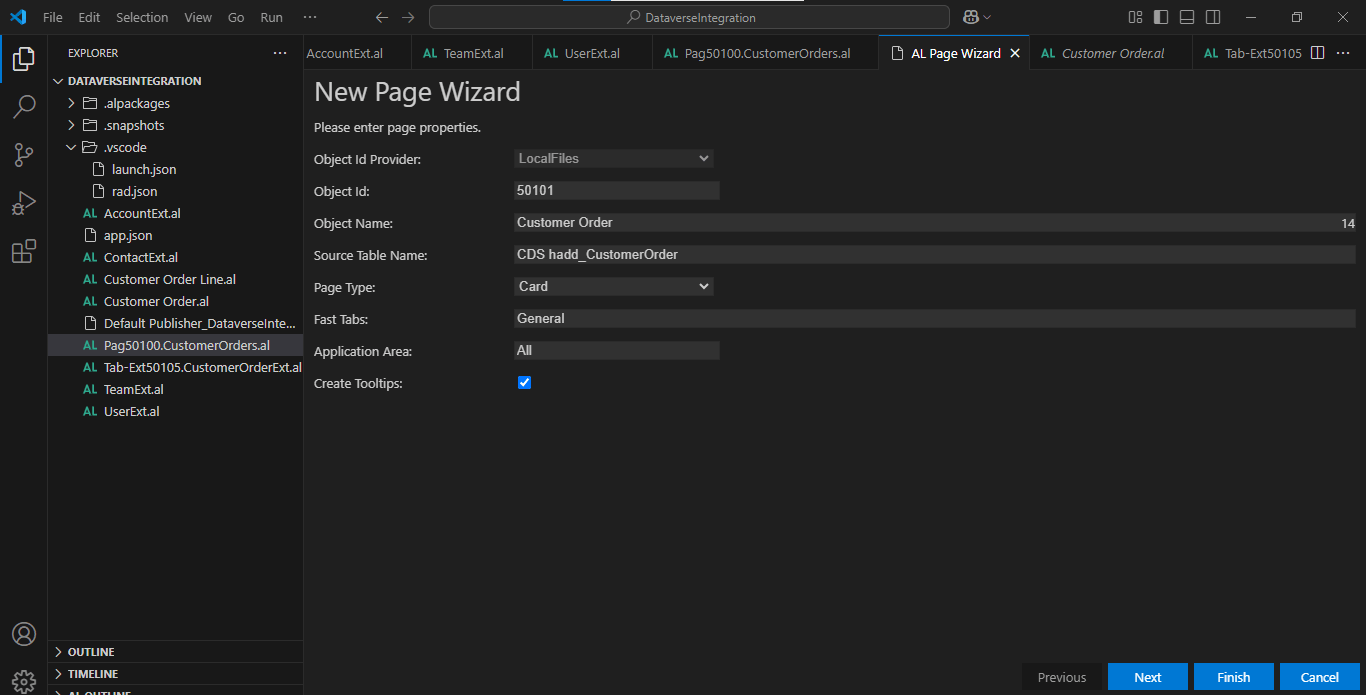 File Edit Selection View Go Run ··· DataverseIntegration
EXPLORER ···
AccountExt.al AL TeamExt.al AL UserExt.al AL Pag50100.CustomerOrders.al AL Page Wizard AL Customer Order.al AL Tab-Ext50105 ···
DATAVERSEINTEGRATION
.alpackages
.snapshots
.vscode
launch.json
rad.json
AL AccountExt.al
app.json
AL ContactExt.al
AL Customer Order Line.al
AL Customer Order.al
Default Publisher_DataverseInte...
AL Pag50100.CustomerOrders.al
AL Tab-Ext50105.CustomerOrderExt.al
AL TeamExt.al
AL UserExt.al
OUTLINE
TIMELINE
AL OUTLINE
New Page Wizard
Please enter page properties.
Object Id Provider: LocalFiles
Object Id: 50101
Object Name: Customer Order 14
Source Table Name: CDS hadd_CustomerOrder
Page Type: Card
Fast Tabs: General
Application Area: All
Create Tooltips:
Previous Next Finish Cancel